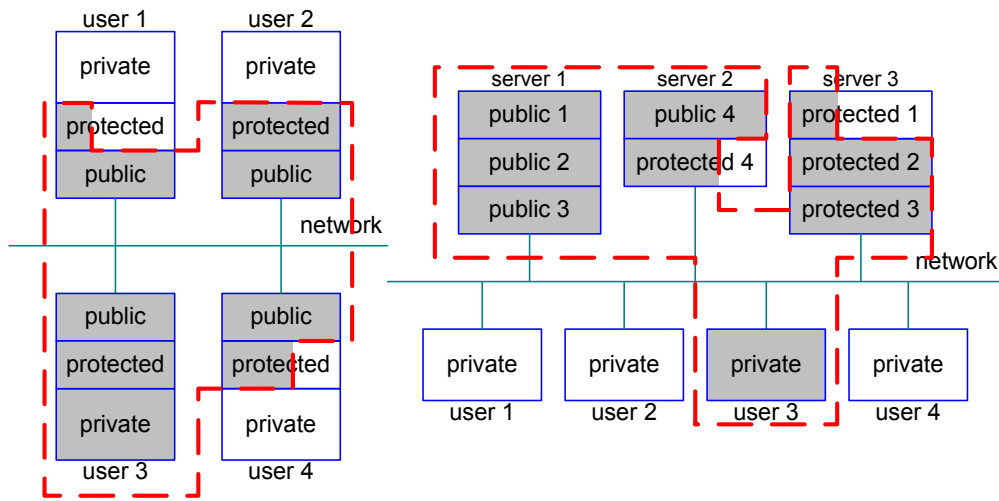 user 1
user 2
private
private
protected
protected
public
public
network
public
public
protected
protected
private
private
user 3
user 4
server 1
server 2
server 3
public 1
public 4
protected 1
public 2
protected 4
protected 2
public 3
protected 3
network
private
private
private
private
user 1
user 2
user 3
user 4